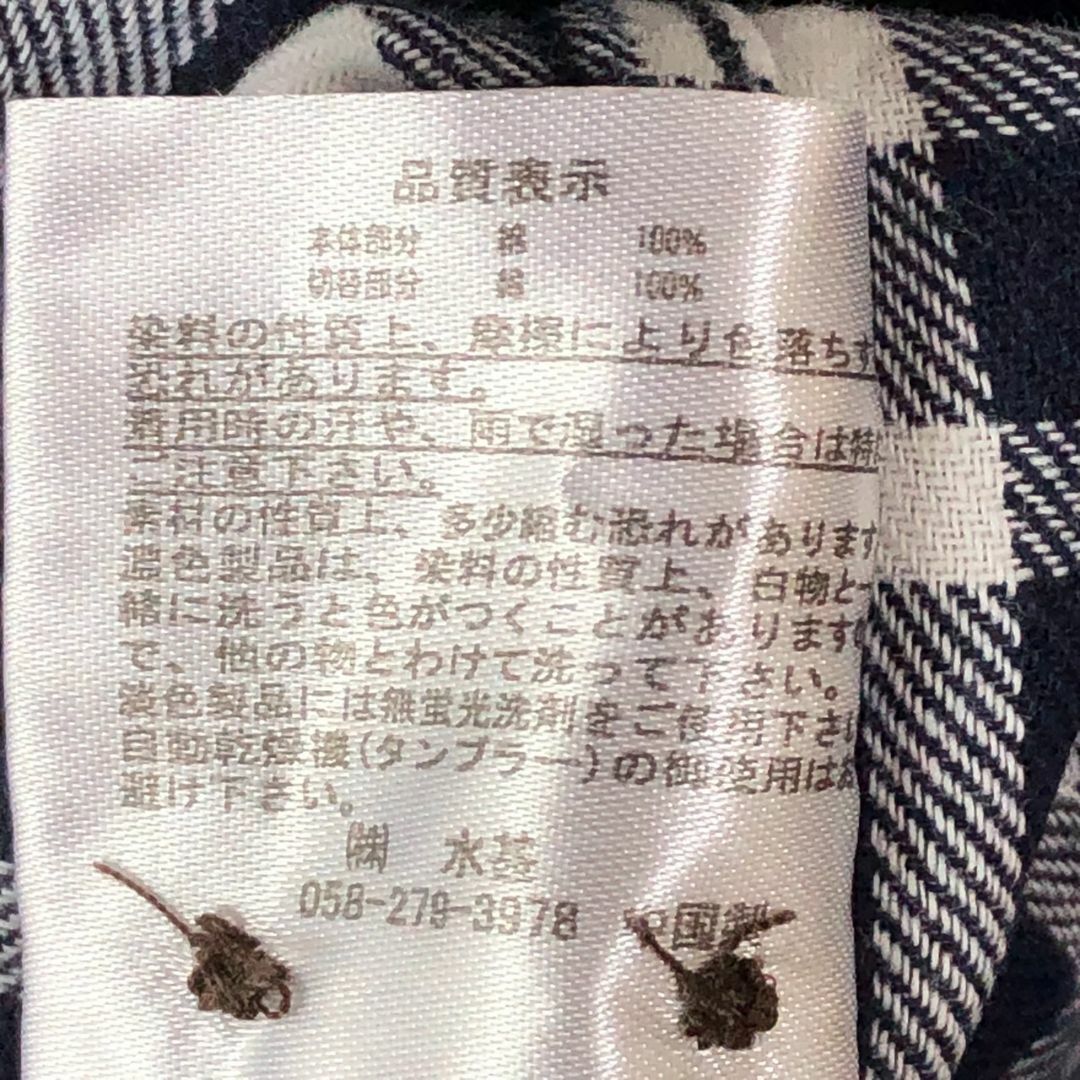 品質表示
本体部分 綿 100%
切替部分 綿 100%
染料の性質上、摩擦により色落ちす
恐れがあります。
着用時の汗や、雨で湿った場合は特に
ご注意下さい。
素材の性質上、多少縮む恐れがあります
濃色製品は、染料の性質上、白物と一
緒に洗うと色がつくことがあります
で、他の物とわけて洗って下さい。
淡色製品には無蛍光洗剤をご使用下さい
自動乾燥機(タンブラー)の御使用はお
避け下さい。
㈱ 水甚
058-279-3978 中国製